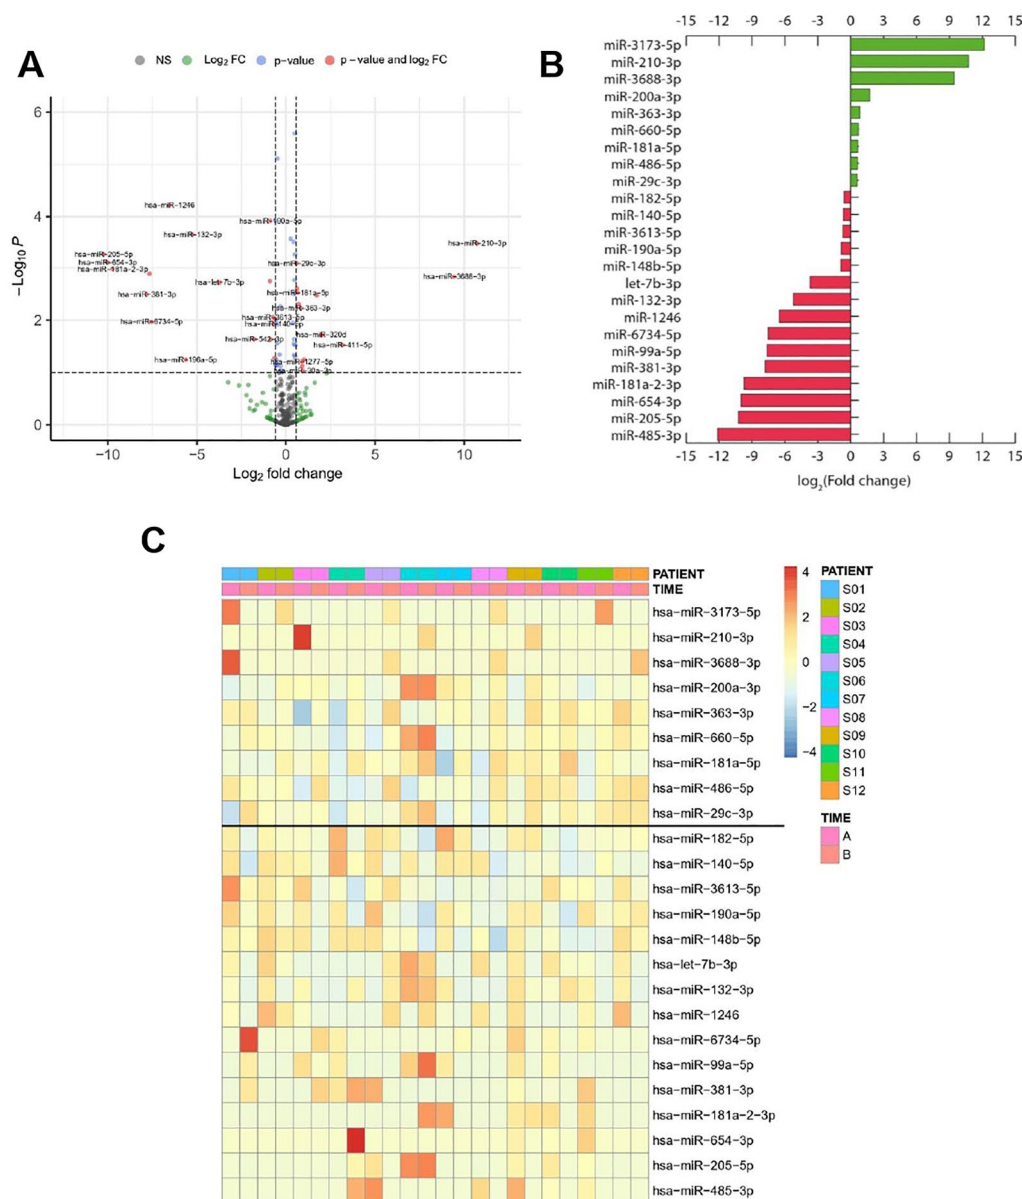 A
NS Log2 FC p−value p−value and log2 FC
6
4
2
0
−Log10 P
hsa−miR−1246
hsa−miR−190a−5p
hsa−miR−132−3p
hsa−miR−210−3p
hsa−miR−205−5p
hsa−miR−654−3p
hsa−miR−29c−3p
hsa−miR−181a−2−3p
hsa−miR−3688−3p
hsa−let−7b−3p
hsa−miR−381−3p
hsa−miR−181a−5p
hsa−miR−363−3p
hsa−miR−3613−5p
hsa−miR−6734−5p
hsa−miR−140−5p
hsa−miR−320d
hsa−miR−542−3p
hsa−miR−411−5p
hsa−miR−196a−5p
hsa−miR−1277−5p
−10 −5 0 5 10
Log2 fold change
B
-15 -12 -9 -6 -3 0 3 6 9 12 15
miR-3173-5p
miR-210-3p
miR-3688-3p
miR-200a-3p
miR-363-3p
miR-660-5p
miR-181a-5p
miR-486-5p
miR-29c-3p
miR-182-5p
miR-140-5p
miR-3613-5p
miR-190a-5p
miR-148b-5p
let-7b-3p
miR-132-3p
miR-1246
miR-6734-5p
miR-99a-5p
miR-381-3p
miR-181a-2-3p
miR-654-3p
miR-205-5p
miR-485-3p
-15 -12 -9 -6 -3 0 3 6 9 12 15
log2(Fold change)
C
PATIENT
TIME
hsa−miR−3173−5p
hsa−miR−210−3p
hsa−miR−3688−3p
hsa−miR−200a−3p
hsa−miR−363−3p
hsa−miR−660−5p
hsa−miR−181a−5p
hsa−miR−486−5p
hsa−miR−29c−3p
hsa−miR−182−5p
hsa−miR−140−5p
hsa−miR−3613−5p
hsa−miR−190a−5p
hsa−miR−148b−5p
hsa−let−7b−3p
hsa−miR−132−3p
hsa−miR−1246
hsa−miR−6734−5p
hsa−miR−99a−5p
hsa−miR−381−3p
hsa−miR−181a−2−3p
hsa−miR−654−3p
hsa−miR−205−5p
hsa−miR−485−3p
4
2
0
−2
−4
PATIENT
S01
S02
S03
S04
S05
S06
S07
S08
S09
S10
S11
S12
TIME
A
B